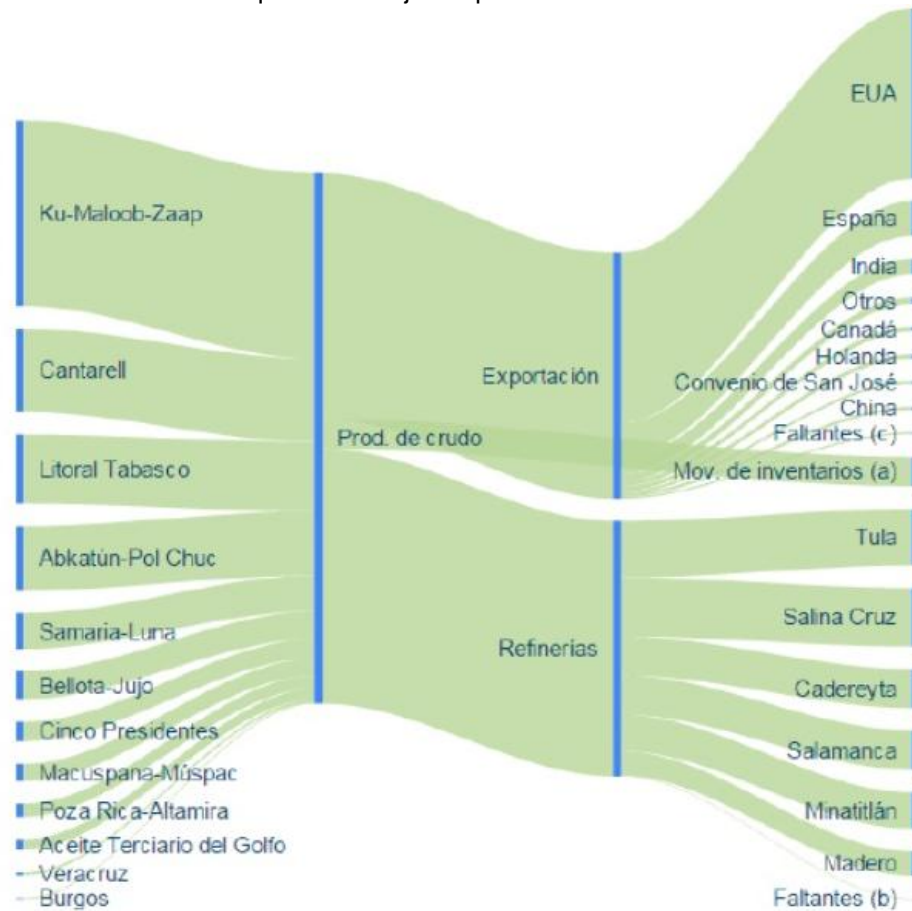 Ku-Maloob-Zaap
Cantarell
Litoral Tabasco
Abkatún-Pol Chuc
Samaria-Luna
Bellota-Jujo
Cinco Presidentes
Macuspana-Múspac
Poza Rica-Altamira
Aceite Terciario del Golfo
Veracruz
Burgos
Prod. de crudo
Exportación
Refinerías
EUA
España
India
Otros
Canadá
Holanda
Convenio de San José
China
Faltantes (c)
Mov. de inventarios (a)
Tula
Salina Cruz
Cadereyta
Salamanca
Minatitlán
Madero
Faltantes (b)